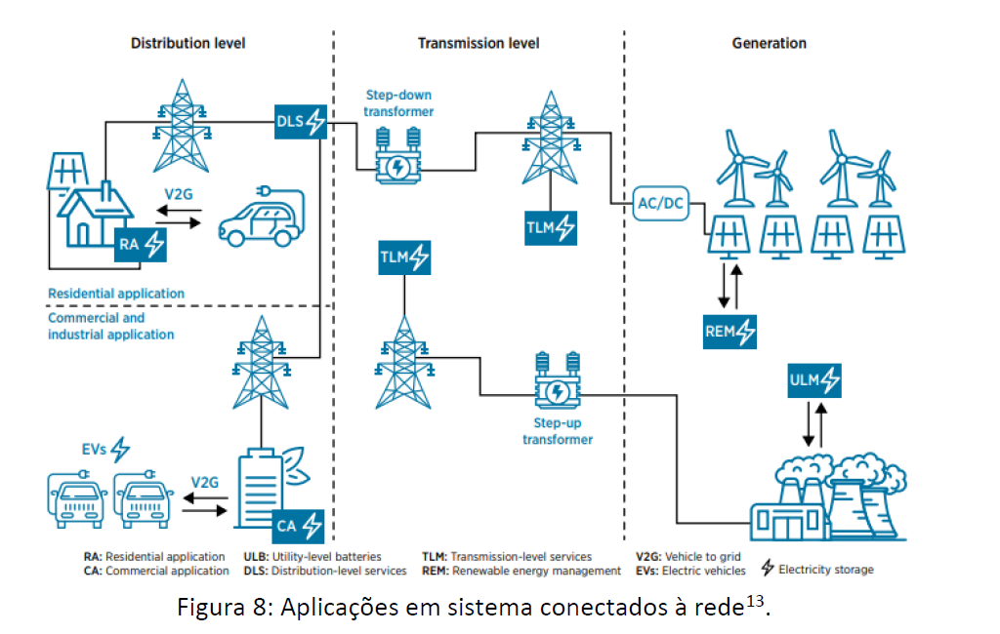 Distribution level
Transmission level
Generation
Step-down
transformer
DLS
V2G
AC/DC
TLM
RA
TLM
Residential application
Commercial and
industrial application
REM
ULM
Step-up
transformer
EVs
V2G
CA
RA: Residential application
ULB: Utility-level batteries
TLM: Transmission-level services
V2G: Vehicle to grid
CA: Commercial application
DLS: Distribution-level services
REM: Renewable energy management
EVs: Electric vehicles
Electricity storage
Figura 8: Aplicações em sistema conectados à rede¹³.